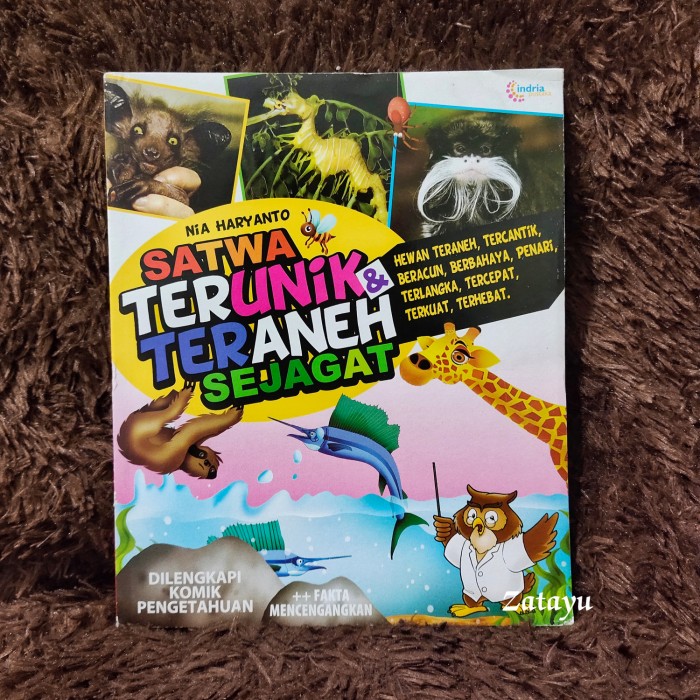 indria
NIA HARYANTO
SATWA
TERUNIK &
TERANEH
SEJAGAT
HEWAN TERANEH, TERCANTIK,
BERACUN, BERBAHAYA, PENARI,
TERLANGKA, TERCEPAT,
TERKUAT, TERHEBAT.
DILENGKAPI
KOMIK
PENGETAHUAN
++ FAKTA
MENCENGANGKAN
Zatayu